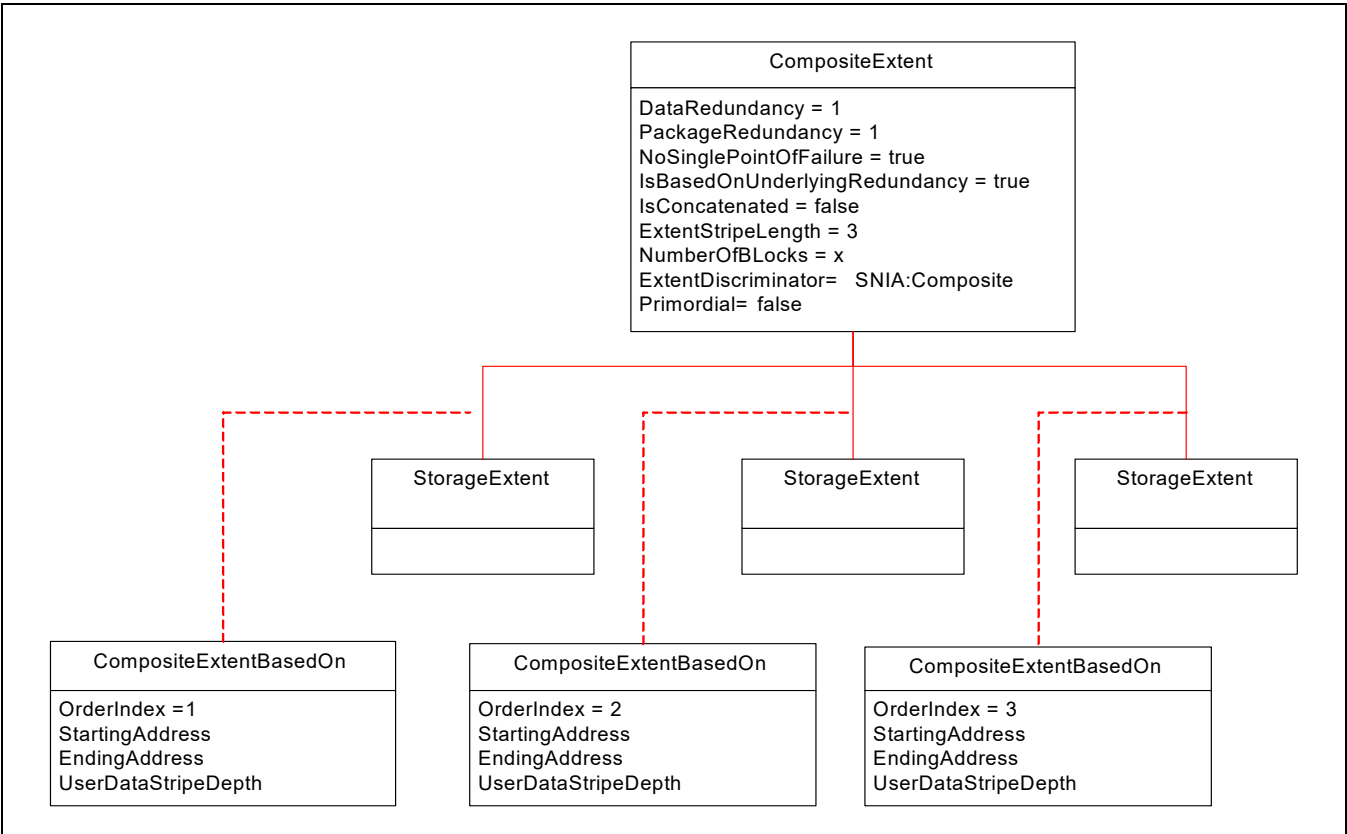 CompositeExtent
DataRedundancy = 1
PackageRedundancy = 1
NoSinglePointOfFailure = true
IsBasedOnUnderlyingRedundancy = true
IsConcatenated = false
ExtentStripeLength = 3
NumberOfBLocks = x
ExtentDiscriminator= SNIA:Composite
Primordial= false
StorageExtent
StorageExtent
StorageExtent
CompositeExtentBasedOn
OrderIndex =1
StartingAddress
EndingAddress
UserDataStripeDepth
CompositeExtentBasedOn
OrderIndex = 2
StartingAddress
EndingAddress
UserDataStripeDepth
CompositeExtentBasedOn
OrderIndex = 3
StartingAddress
EndingAddress
UserDataStripeDepth